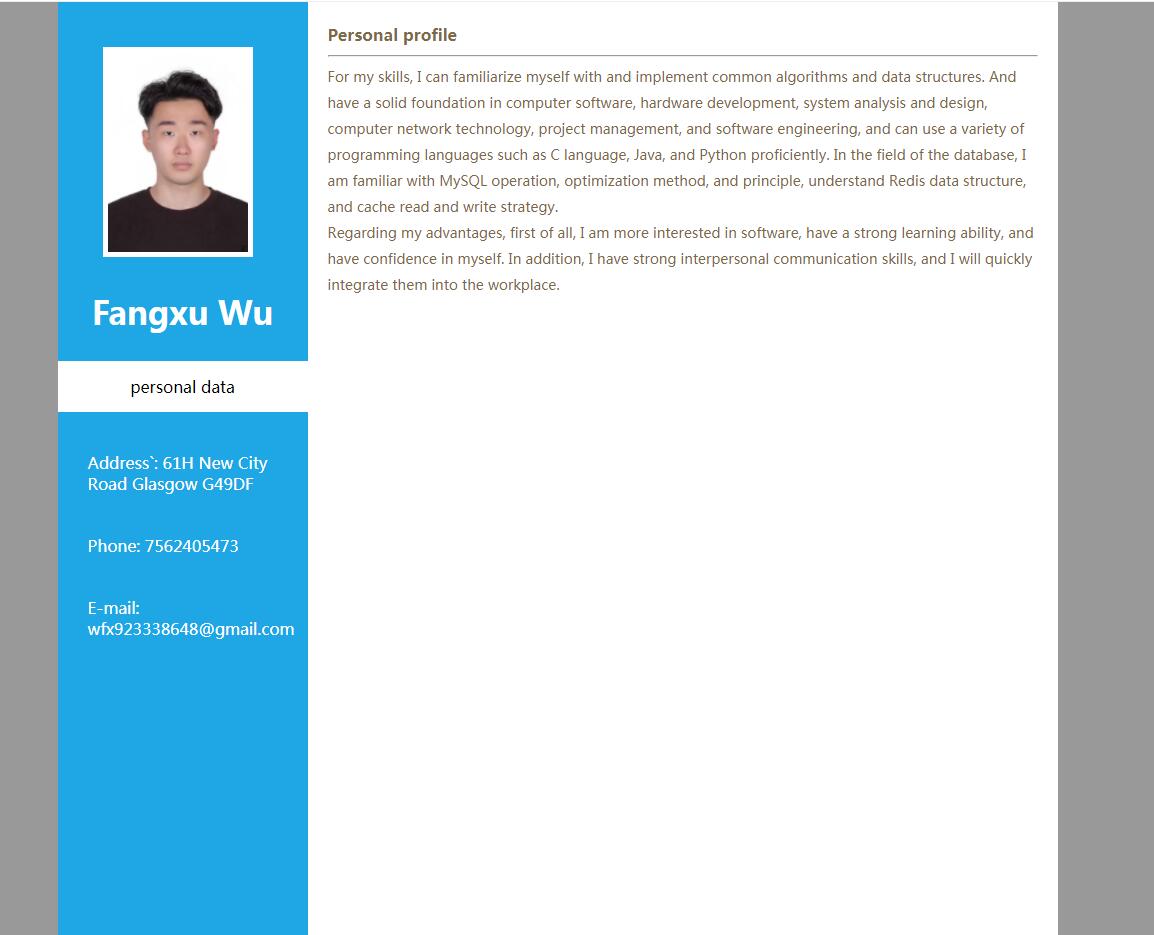 Fangxu Wu
personal data
Address`: 61H New City
Road Glasgow G49DF
Phone: 7562405473
E-mail:
wfx923338648@gmail.com
Personal profile
For my skills, I can familiarize myself with and implement common algorithms and data structures. And
have a solid foundation in computer software, hardware development, system analysis and design,
computer network technology, project management, and software engineering, and can use a variety of
programming languages such as C language, Java, and Python proficiently. In the field of the database, I
am familiar with MySQL operation, optimization method, and principle, understand Redis data structure,
and cache read and write strategy.
Regarding my advantages, first of all, I am more interested in software, have a strong learning ability, and
have confidence in myself. In addition, I have strong interpersonal communication skills, and I will quickly
integrate them into the workplace.